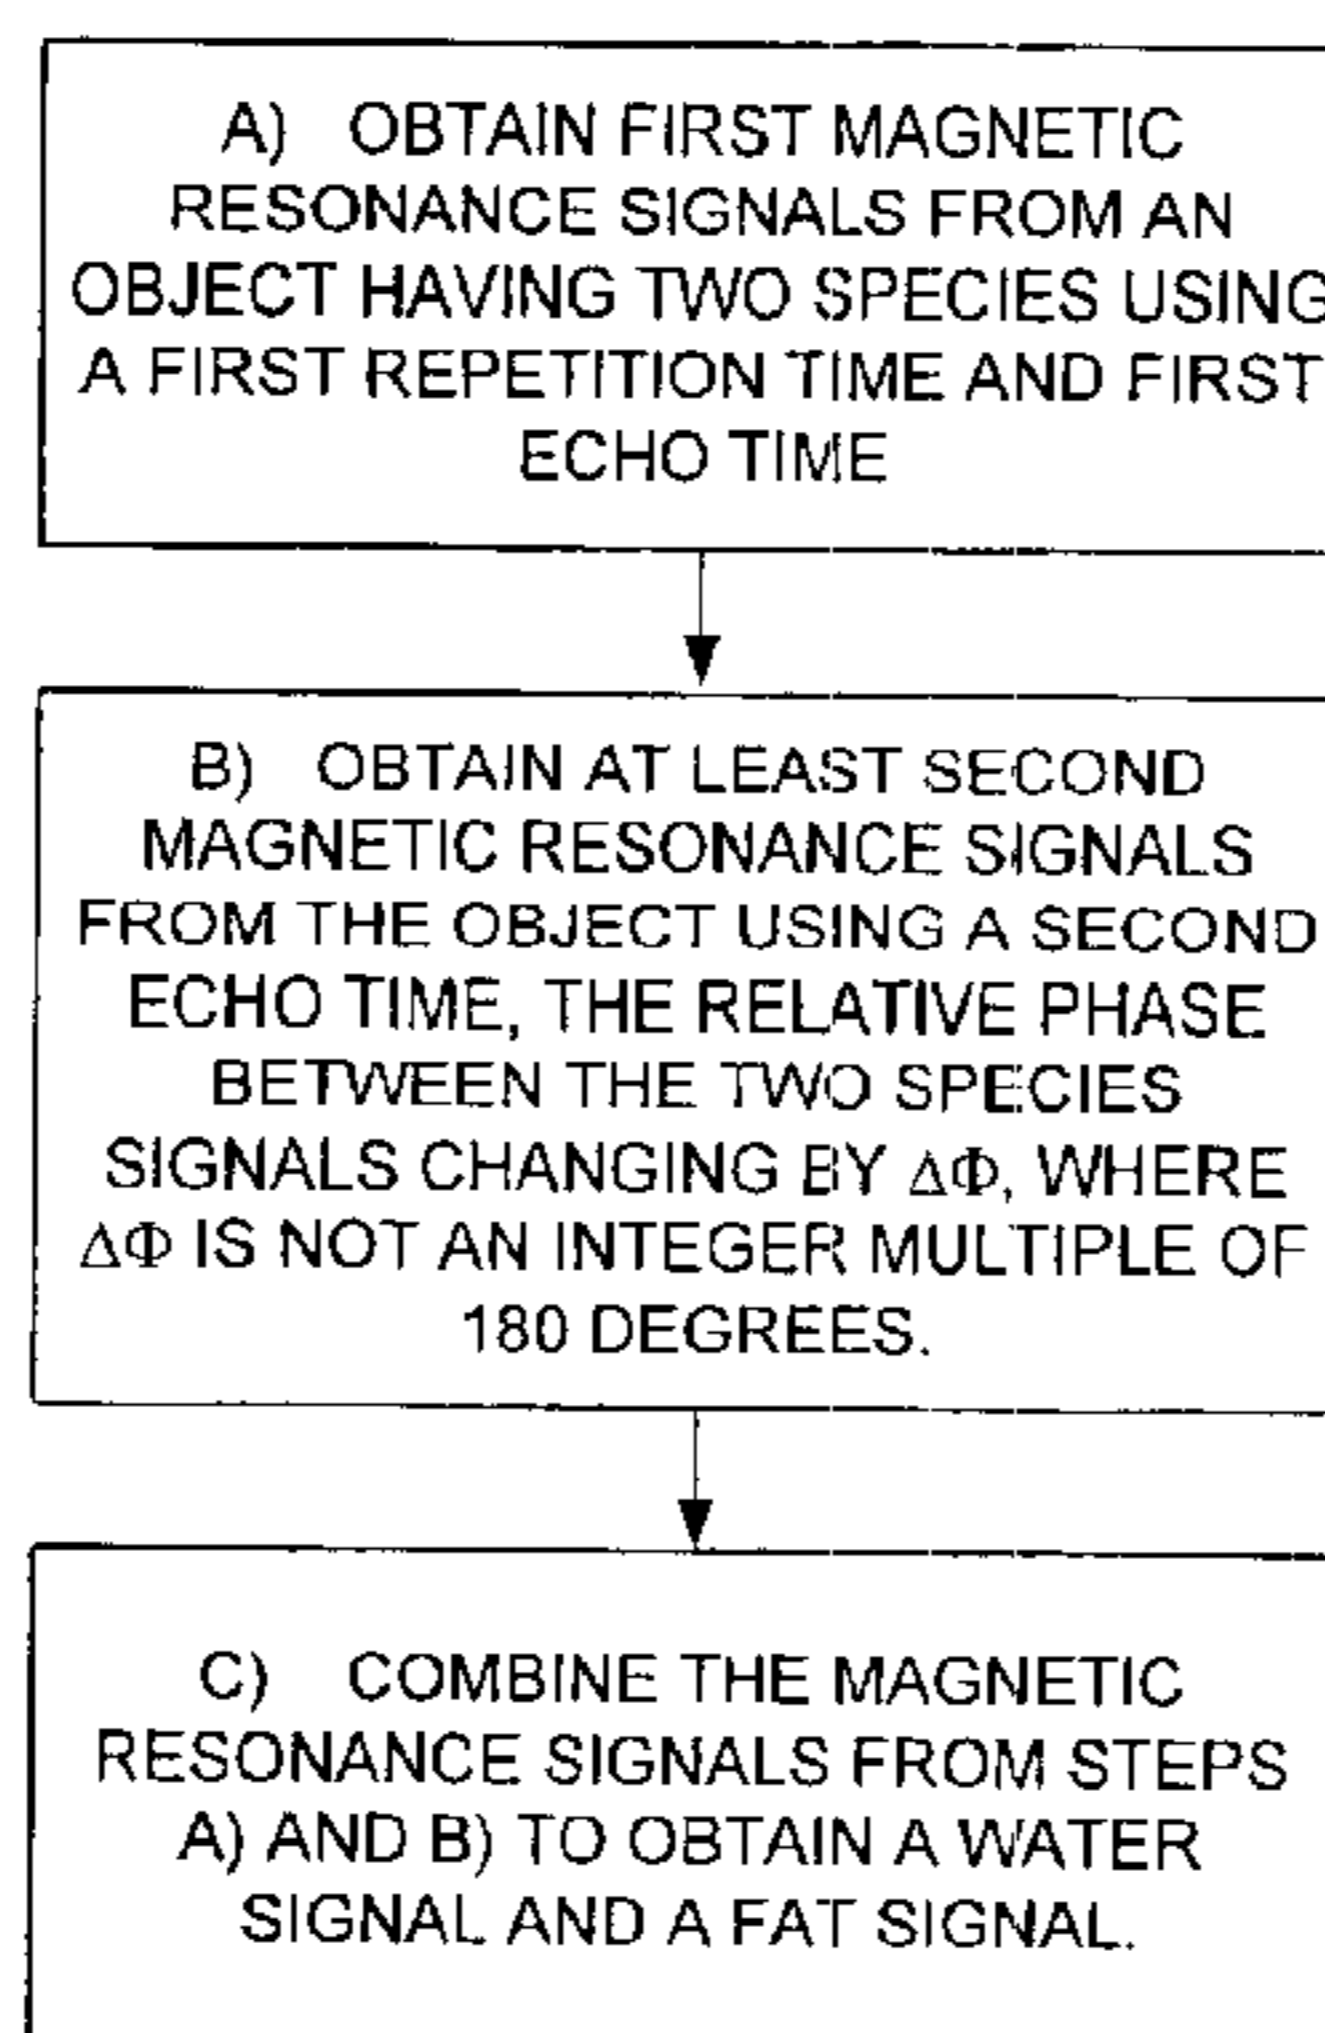 A) OBTAIN FIRST MAGNETIC
RESONANCE SIGNALS FROM AN
OBJECT HAVING TWO SPECIES USING
A FIRST REPETITION TIME AND FIRST
ECHO TIME
B) OBTAIN AT LEAST SECOND
MAGNETIC RESONANCE SIGNALS
FROM THE OBJECT USING A SECOND
ECHO TIME, THE RELATIVE PHASE
BETWEEN THE TWO SPECIES
SIGNALS CHANGING BY ΔΦ, WHERE
ΔΦ IS NOT AN INTEGER MULTIPLE OF
180 DEGREES.
C) COMBINE THE MAGNETIC
RESONANCE SIGNALS FROM STEPS
A) AND B) TO OBTAIN A WATER
SIGNAL AND A FAT SIGNAL.